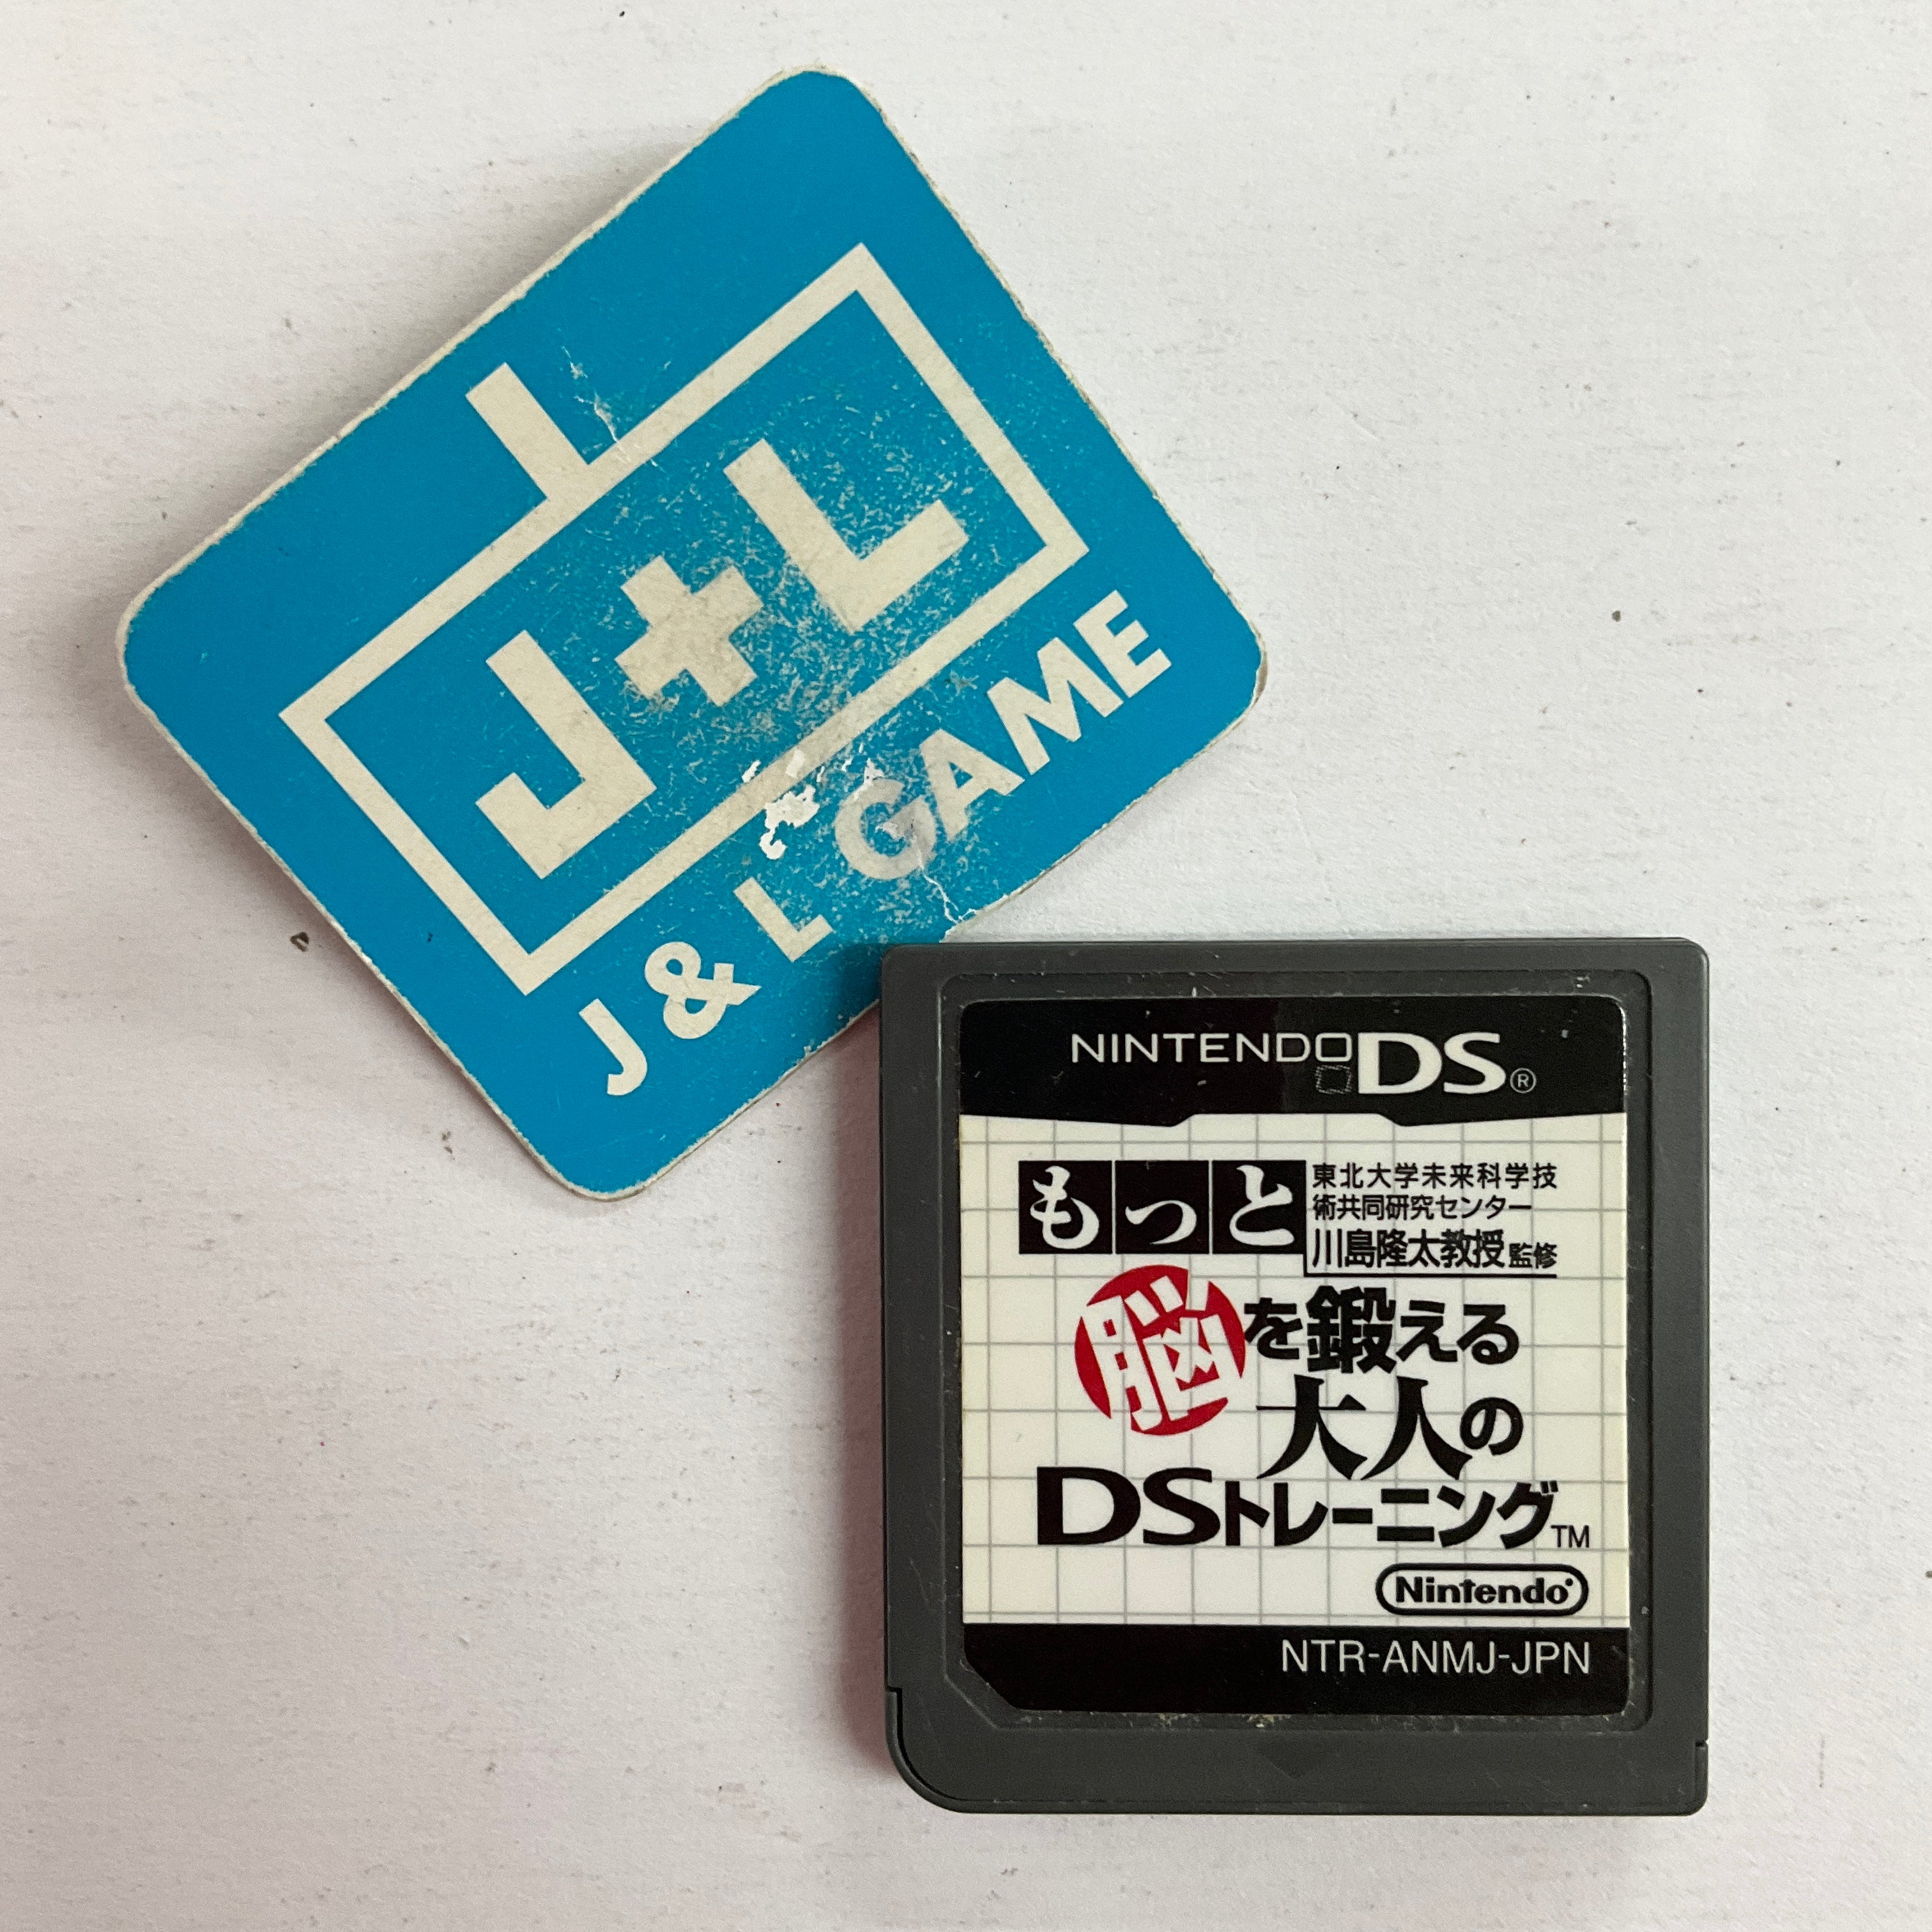 J+L
J & L GAME
NINTENDO DS®
もっと
東北大学未来科学技
術共同研究センター
川島隆太教授監修
脳を鍛える
大人の
DSトレーニング™
Nintendo®
NTR-ANMJ-JPN